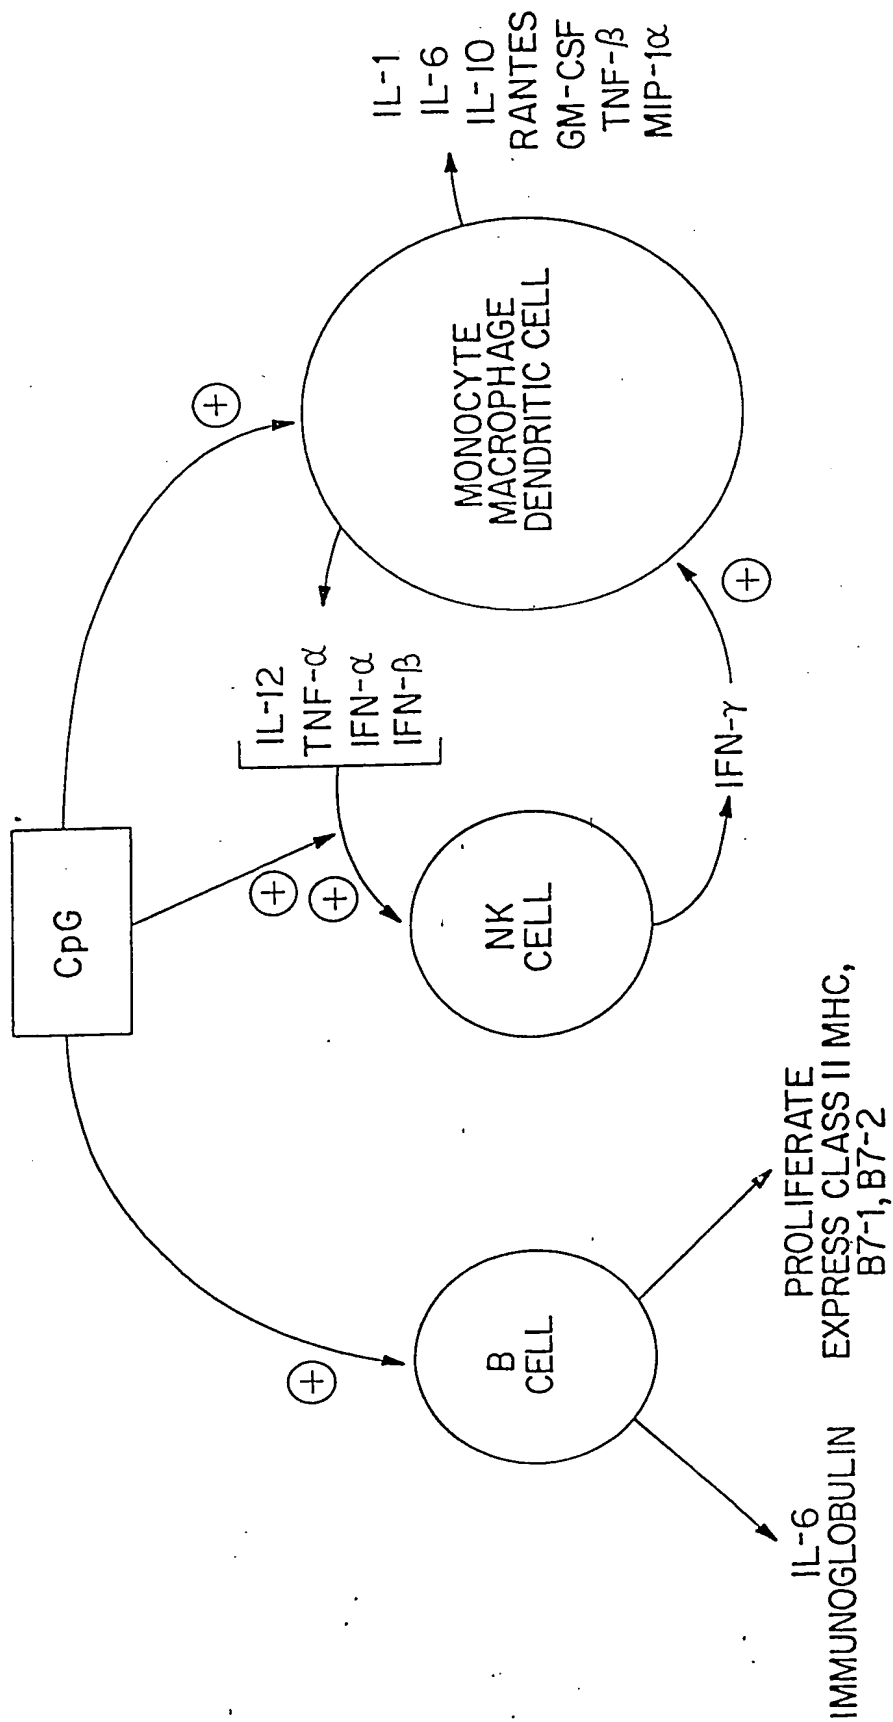 CpG
+
+
+
+
+
IL-12
TNF-α
IFN-α
IFN-β
MONOCYTE
MACROPHAGE
DENDRITIC CELL
IL-1
IL-6
IL-10
RANTES
GM-CSF
TNF-β
MIP-1α
B
CELL
NK
CELL
IFN-γ
IL-6
IMMUNOGLOBULIN
PROLIFERATE
EXPRESS CLASS II MHC,
B7-1, B7-2